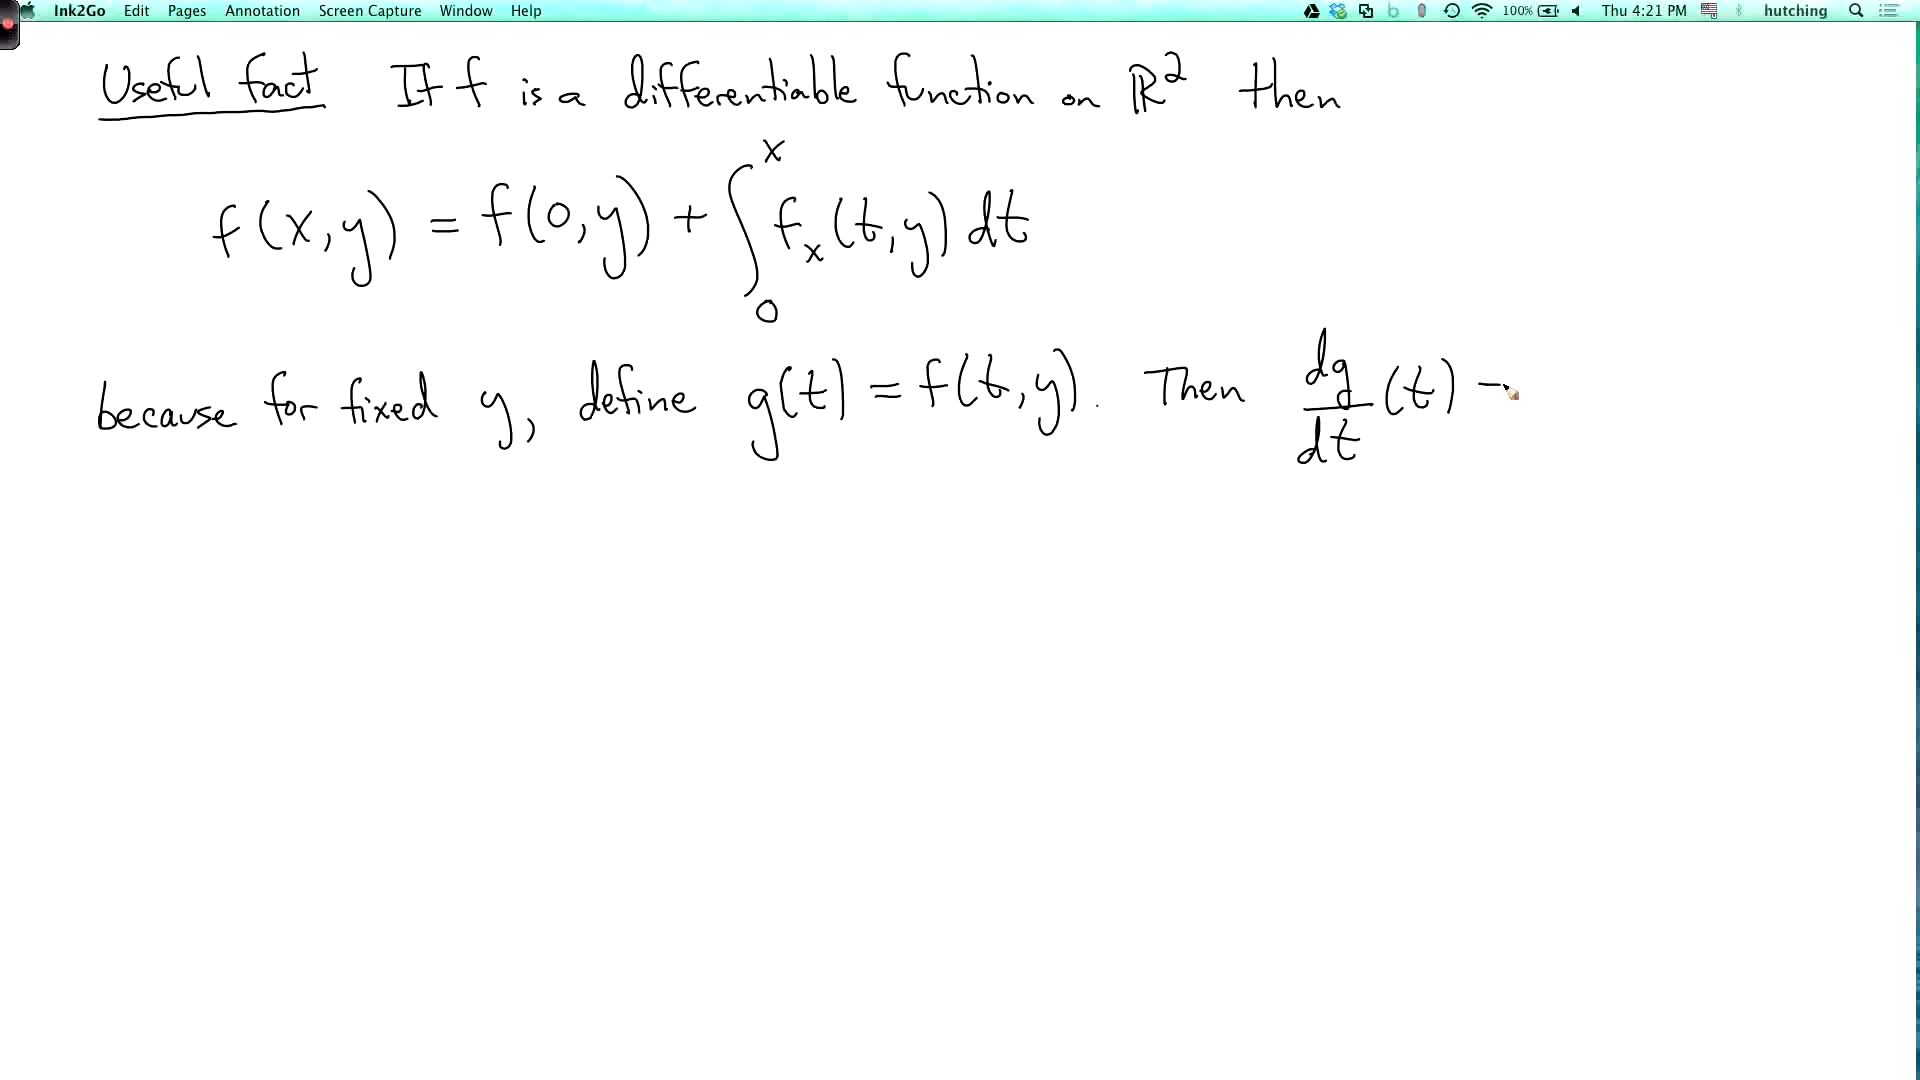 Ink2Go Edit Pages Annotation Screen Capture Window Help 100% Thu 4:21 PM hutching
Useful fact If f is a differentiable function on ℝ² then
f(x,y) = f(0,y) + ∫₀ˣ fₓ(t,y) dt
because for fixed y, define g(t) = f(t,y). Then dg/dt (t) –